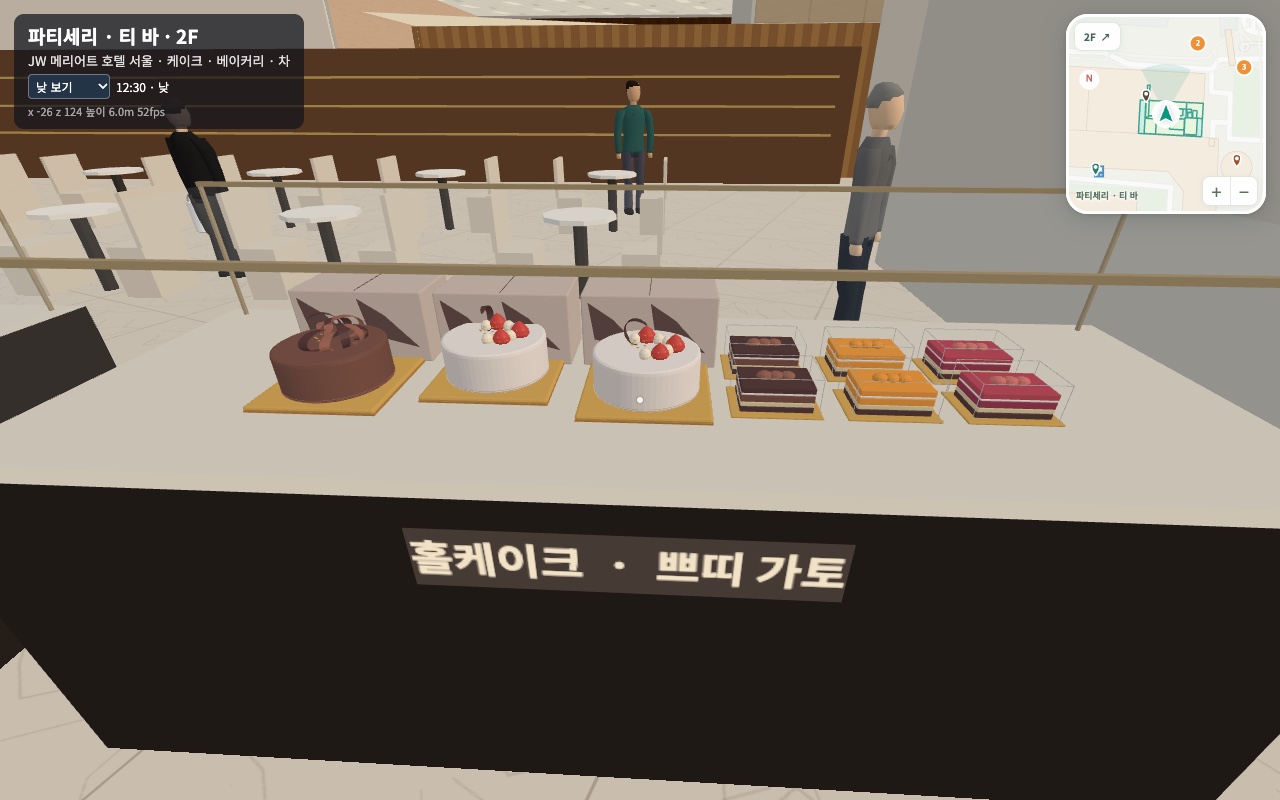 파티세리 · 티 바 · 2F
JW 메리어트 호텔 서울 · 케이크 · 베이커리 · 차
낮 보기 12:30 · 낮
x -26 z 124 높이 6.0m 52fps
2F ↗
2
3
N
파티세리 · 티 바
+ −
홀케이크 · 쁘띠 가토